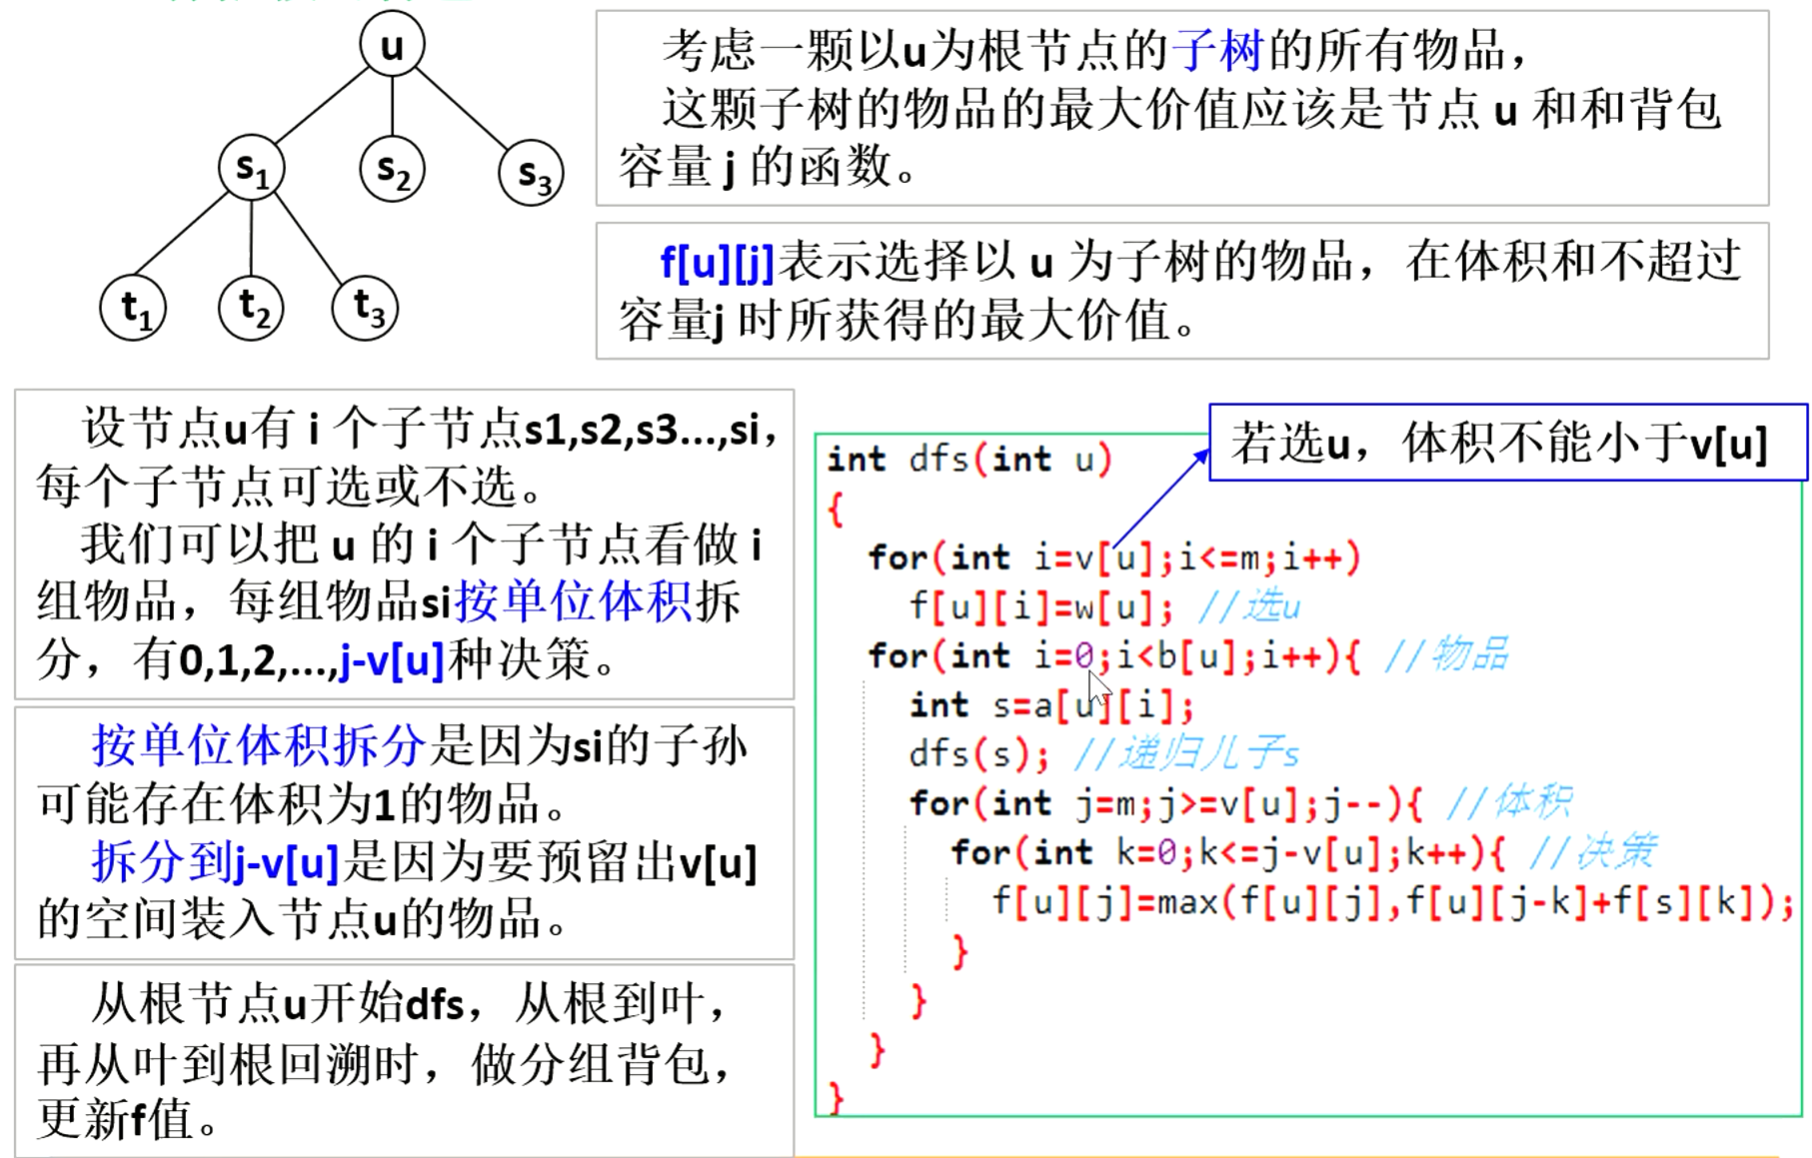 u
s1
s2
s3
t1
t2
t3
考虑一颗以u为根节点的子树的所有物品，
这颗子树的物品的最大价值应该是节点 u 和和背包
容量 j 的函数。
f[u][j]表示选择以 u 为子树的物品，在体积和不超过
容量j 时所获得的最大价值。
设节点u有 i 个子节点s1,s2,s3...,si，
每个子节点可选或不选。
我们可以把 u 的 i 个子节点看做 i
组物品，每组物品si按单位体积拆
分，有0,1,2,...,j-v[u]种决策。
按单位体积拆分是因为si的子孙
可能存在体积为1的物品。
拆分到j-v[u]是因为要预留出v[u]
的空间装入节点u的物品。
从根节点u开始dfs，从根到叶，
再从叶到根回溯时，做分组背包，
更新f值。
若选u，体积不能小于v[u]
int dfs(int u)
{
for(int i=v[u];i<=m;i++)
f[u][i]=w[u]; //选u
for(int i=0;i<b[u];i++){ //物品
int s=a[u][i];
dfs(s); //递归儿子s
for(int j=m;j>=v[u];j--){ //体积
for(int k=0;k<=j-v[u];k++){ //决策
f[u][j]=max(f[u][j],f[u][j-k]+f[s][k]);
}
}
}
}